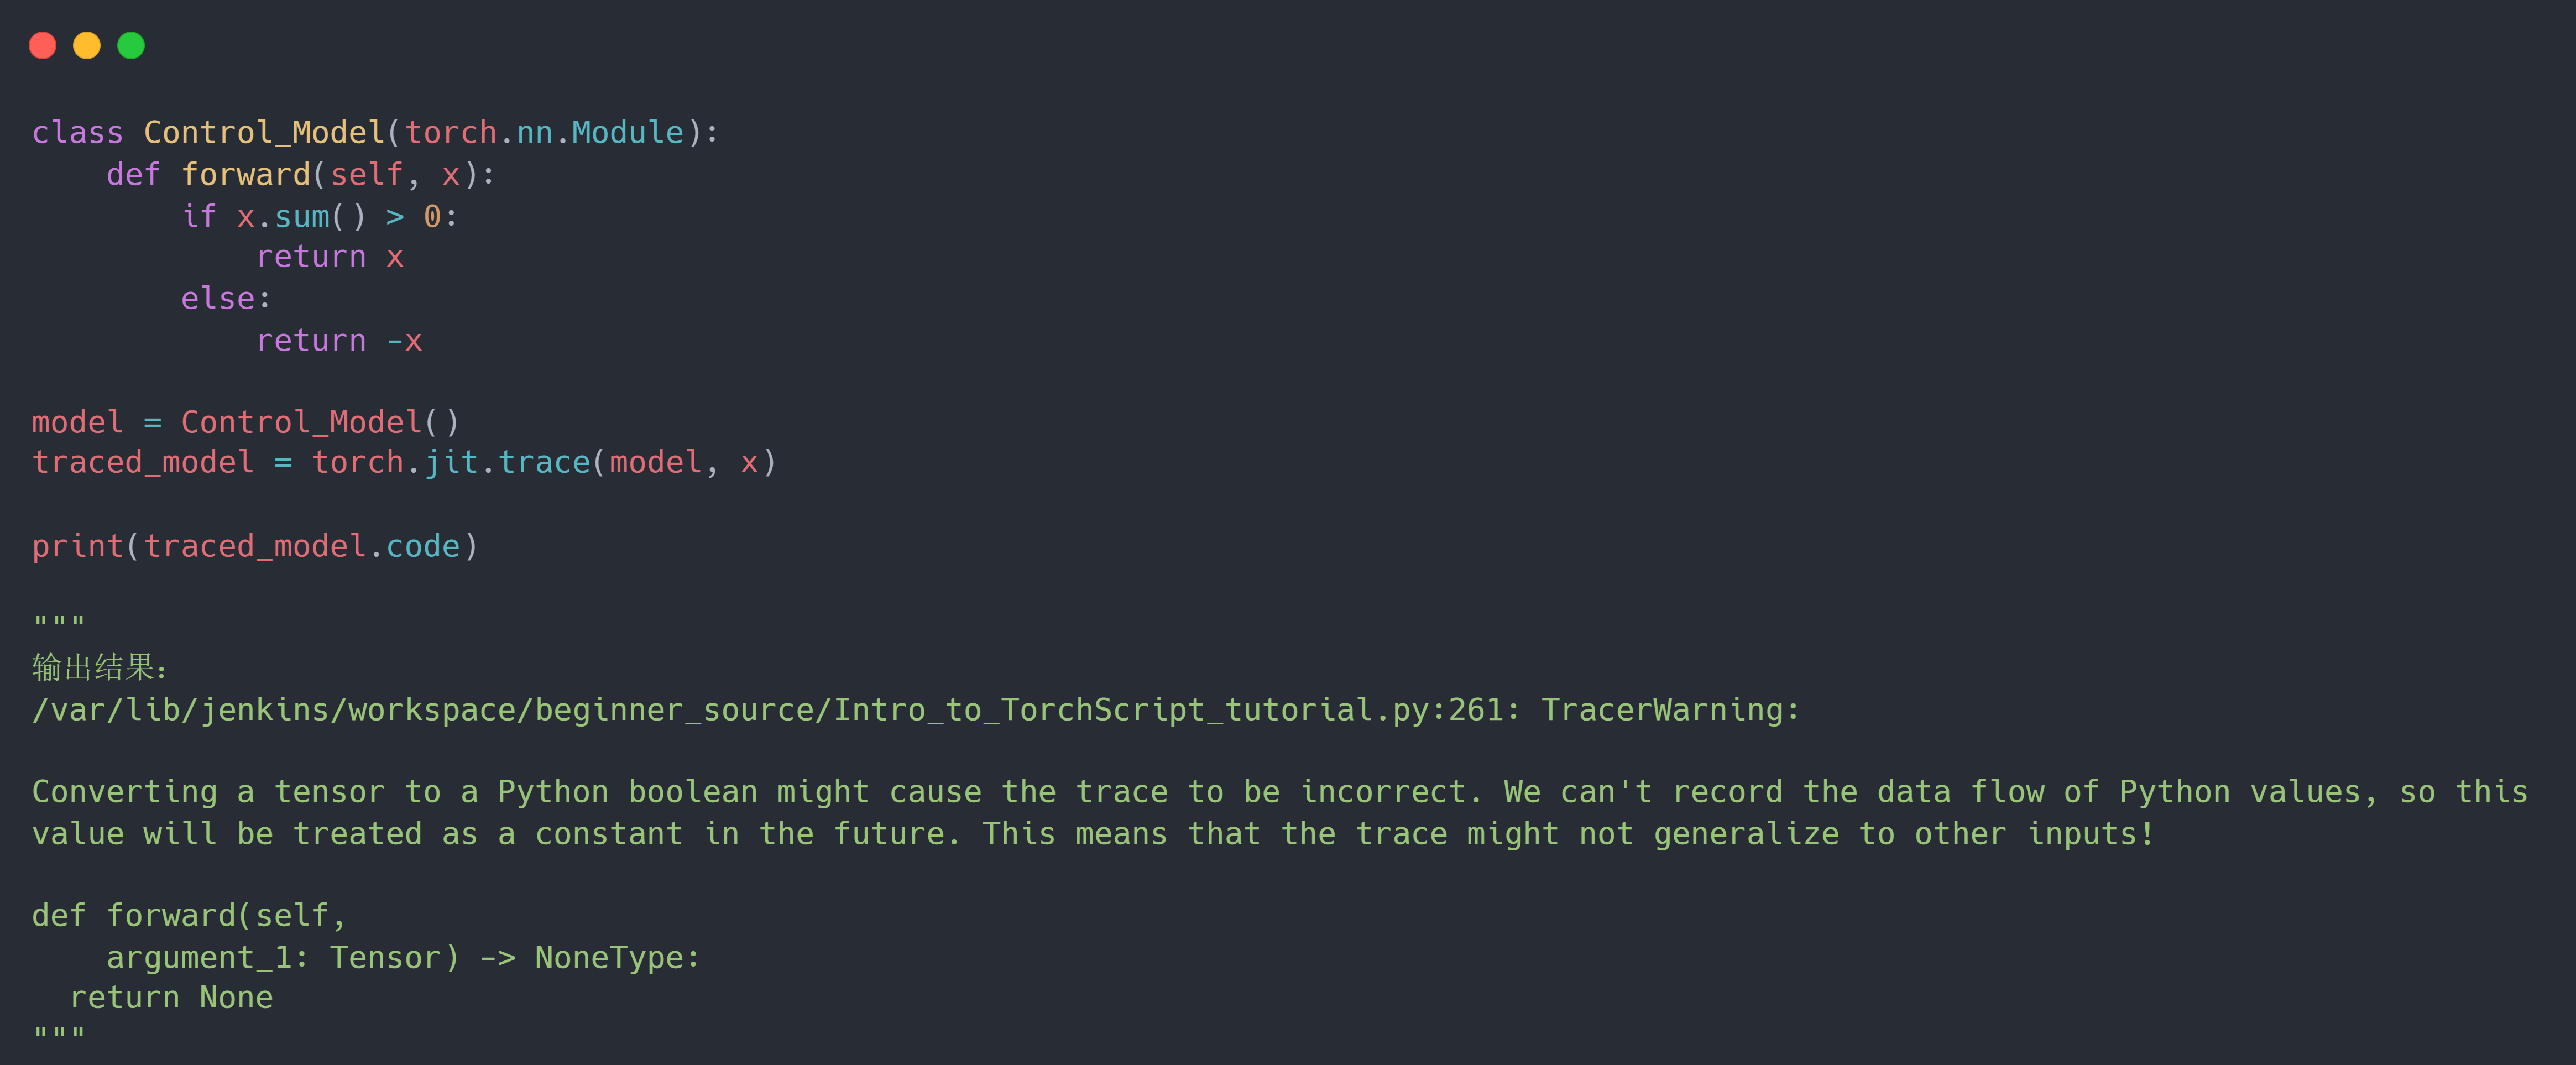 class Control_Model(torch.nn.Module):
    def forward(self, x):
        if x.sum() > 0:
            return x
        else:
            return -x

model = Control_Model()
traced_model = torch.jit.trace(model, x)

print(traced_model.code)

"""
输出结果：
/var/lib/jenkins/workspace/beginner_source/Intro_to_TorchScript_tutorial.py:261: TracerWarning:

Converting a tensor to a Python boolean might cause the trace to be incorrect. We can't record the data flow of Python values, so this
value will be treated as a constant in the future. This means that the trace might not generalize to other inputs!

def forward(self,
    argument_1: Tensor) -> NoneType:
  return None
"""